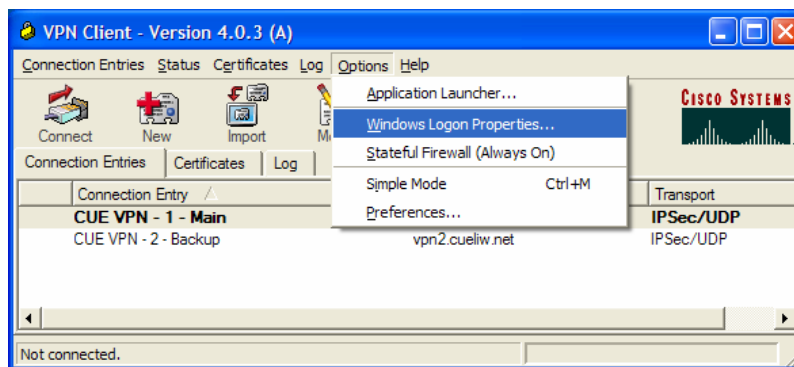 VPN Client - Version 4.0.3 (A)
Connection Entries Status Certificates Log Options Help
Application Launcher...
Windows Logon Properties...
Stateful Firewall (Always On)
Simple Mode Ctrl+M
Preferences...
Connect New Import
CISCO SYSTEMS
Connection Entries Certificates Log
Connection Entry Transport
CUE VPN - 1 - Main IPSec/UDP
CUE VPN - 2 - Backup vpn2.cueliw.net IPSec/UDP
Not connected.